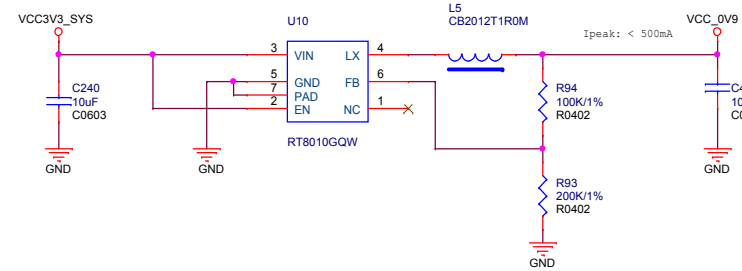 VCC3V3_SYS
U10
L5
CB2012T1R0M
Ipeak: < 500mA
VCC_0V9
3 VIN LX 4
5 GND FB 6
7 PAD
2 EN NC 1
RT8010GQW
C240
10uF
C0603
R94
100K/1%
R0402
R93
200K/1%
R0402
GND
GND
GND
GND